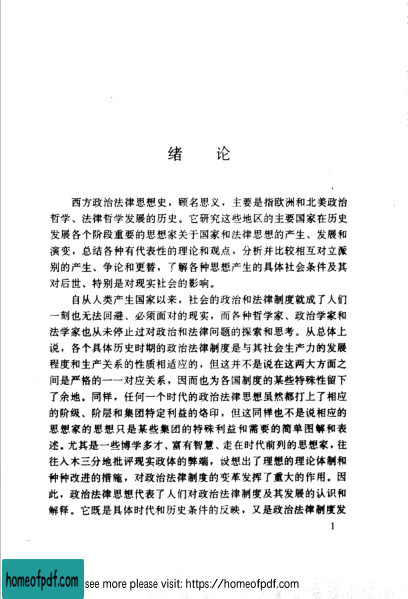 绪 论
西方政治法律思想史，顾名思义，主要是指欧洲和北美政治
哲学、法律哲学发展的历史。它研究这些地区的主要国家在历史
发展各个阶段重要的思想家关于国家和法律思想的产生、发展和
演变，总结各种有代表性的理论和观点，分析并比较相互对立派
别的产生、争论和更替，了解各种思想产生的具体社会条件及其
对后世、特别是对现实社会的影响。
自从人类产生国家以来，社会的政治和法律制度就成了人们
一刻也无法回避、必须面对的现实，而各种哲学家、政治学家和
法学家也从未停止过对政治和法律问题的探索和思考。从总体上
说，各个具体历史时期的政治法律制度是与其社会生产力的发展
程度和生产关系的性质相适应的，但这并不是说在这两大方面之
间是严格的一一对应关系，因而也为各国制度的某些特殊性留下
了余地。同样，任何一个时代的政治法律思想虽然都打上了相应
的阶级、阶层和集团特定利益的烙印，但这同样也不是说相应的
思想家的思想只是某些集团的特殊利益和需要的简单图解和表
述。尤其是一些博学多才、富有智慧、走在时代前列的思想家，往
往入木三分地批评现实政体的弊端，设想出了理想的理论体制和
种种改进的措施，对政治法律制度的变革发挥了重大的作用。因
此，政治法律思想代表了人们对政治法律制度及其发展的认识和
解释。它既是具体时代和历史条件的反映，又是政治法律制度发
1
homeofpdf.com
see more please visit: https://homeofpdf.com